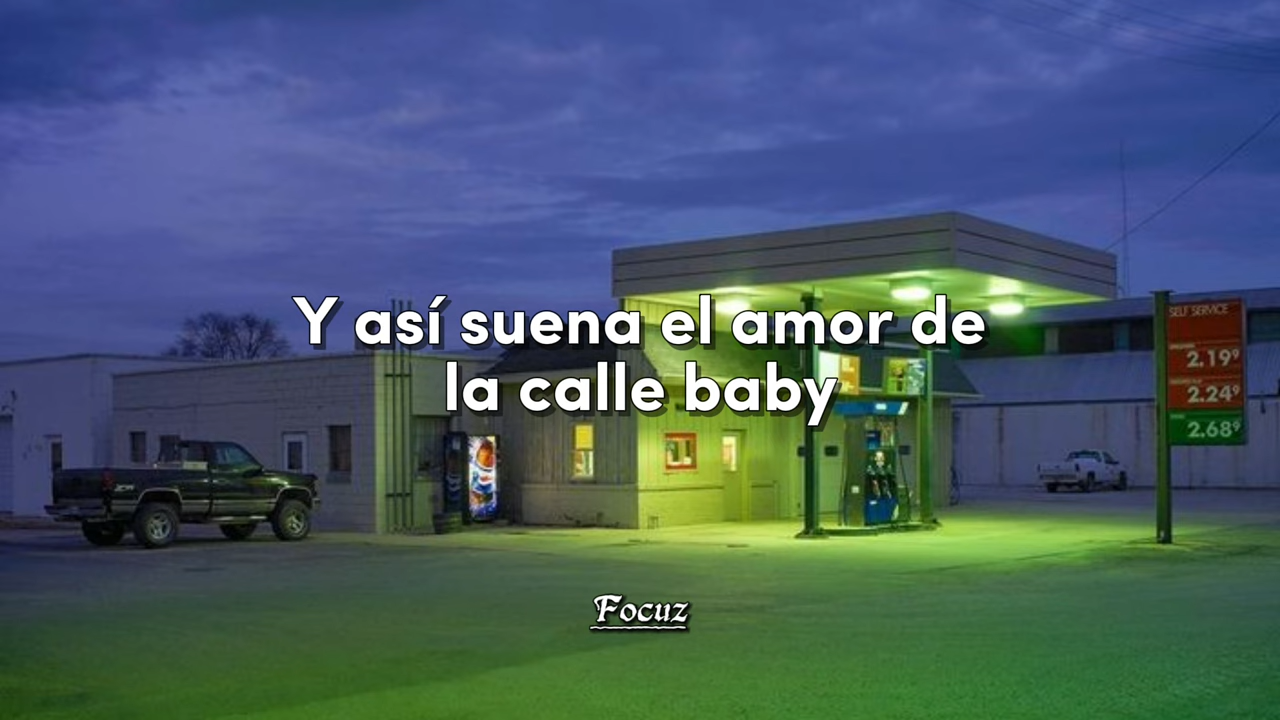 Y así suena el amor de
la calle baby
SELF SERVICE
2.19⁹
2.24⁹
2.68⁹
Focuz